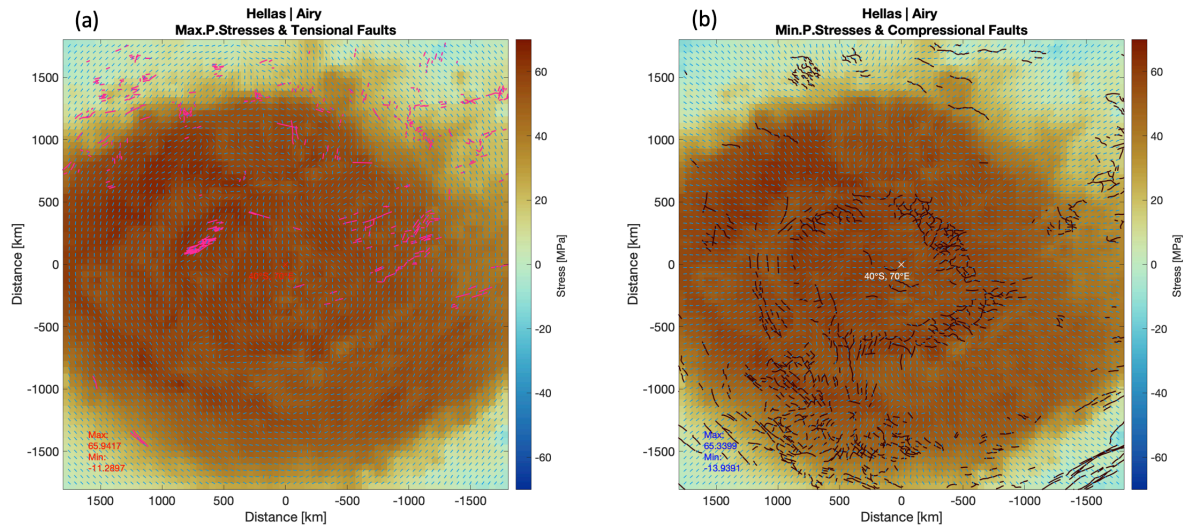 (a)
Hellas | Airy
Max.P.Stresses & Tensional Faults
Distance [km]
1500
1000
500
0
-500
-1000
-1500
1500 1000 500 0 -500 -1000 -1500
Distance [km]
Max:
65.9417
Min:
-11.2897
60
40
20
0
-20
-40
-60
Stress [MPa]
(b)
Hellas | Airy
Min.P.Stresses & Compressional Faults
Distance [km]
1500
1000
500
0
-500
-1000
-1500
1500 1000 500 0 -500 -1000 -1500
Distance [km]
40°S, 70°E
Max:
65.3399
Min:
-13.9391
60
40
20
0
-20
-40
-60
Stress [MPa]